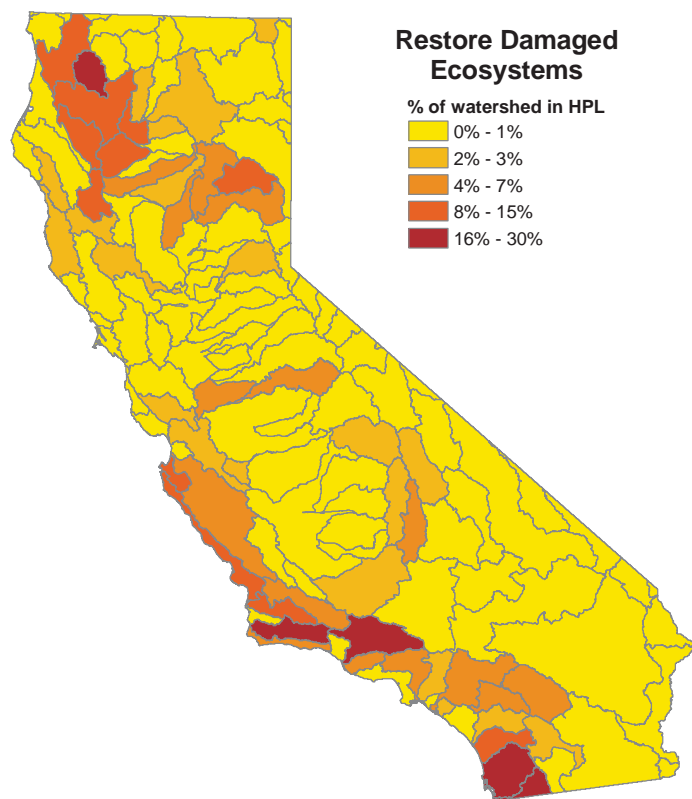 Restore Damaged
Ecosystems
% of watershed in HPL
0% - 1%
2% - 3%
4% - 7%
8% - 15%
16% - 30%